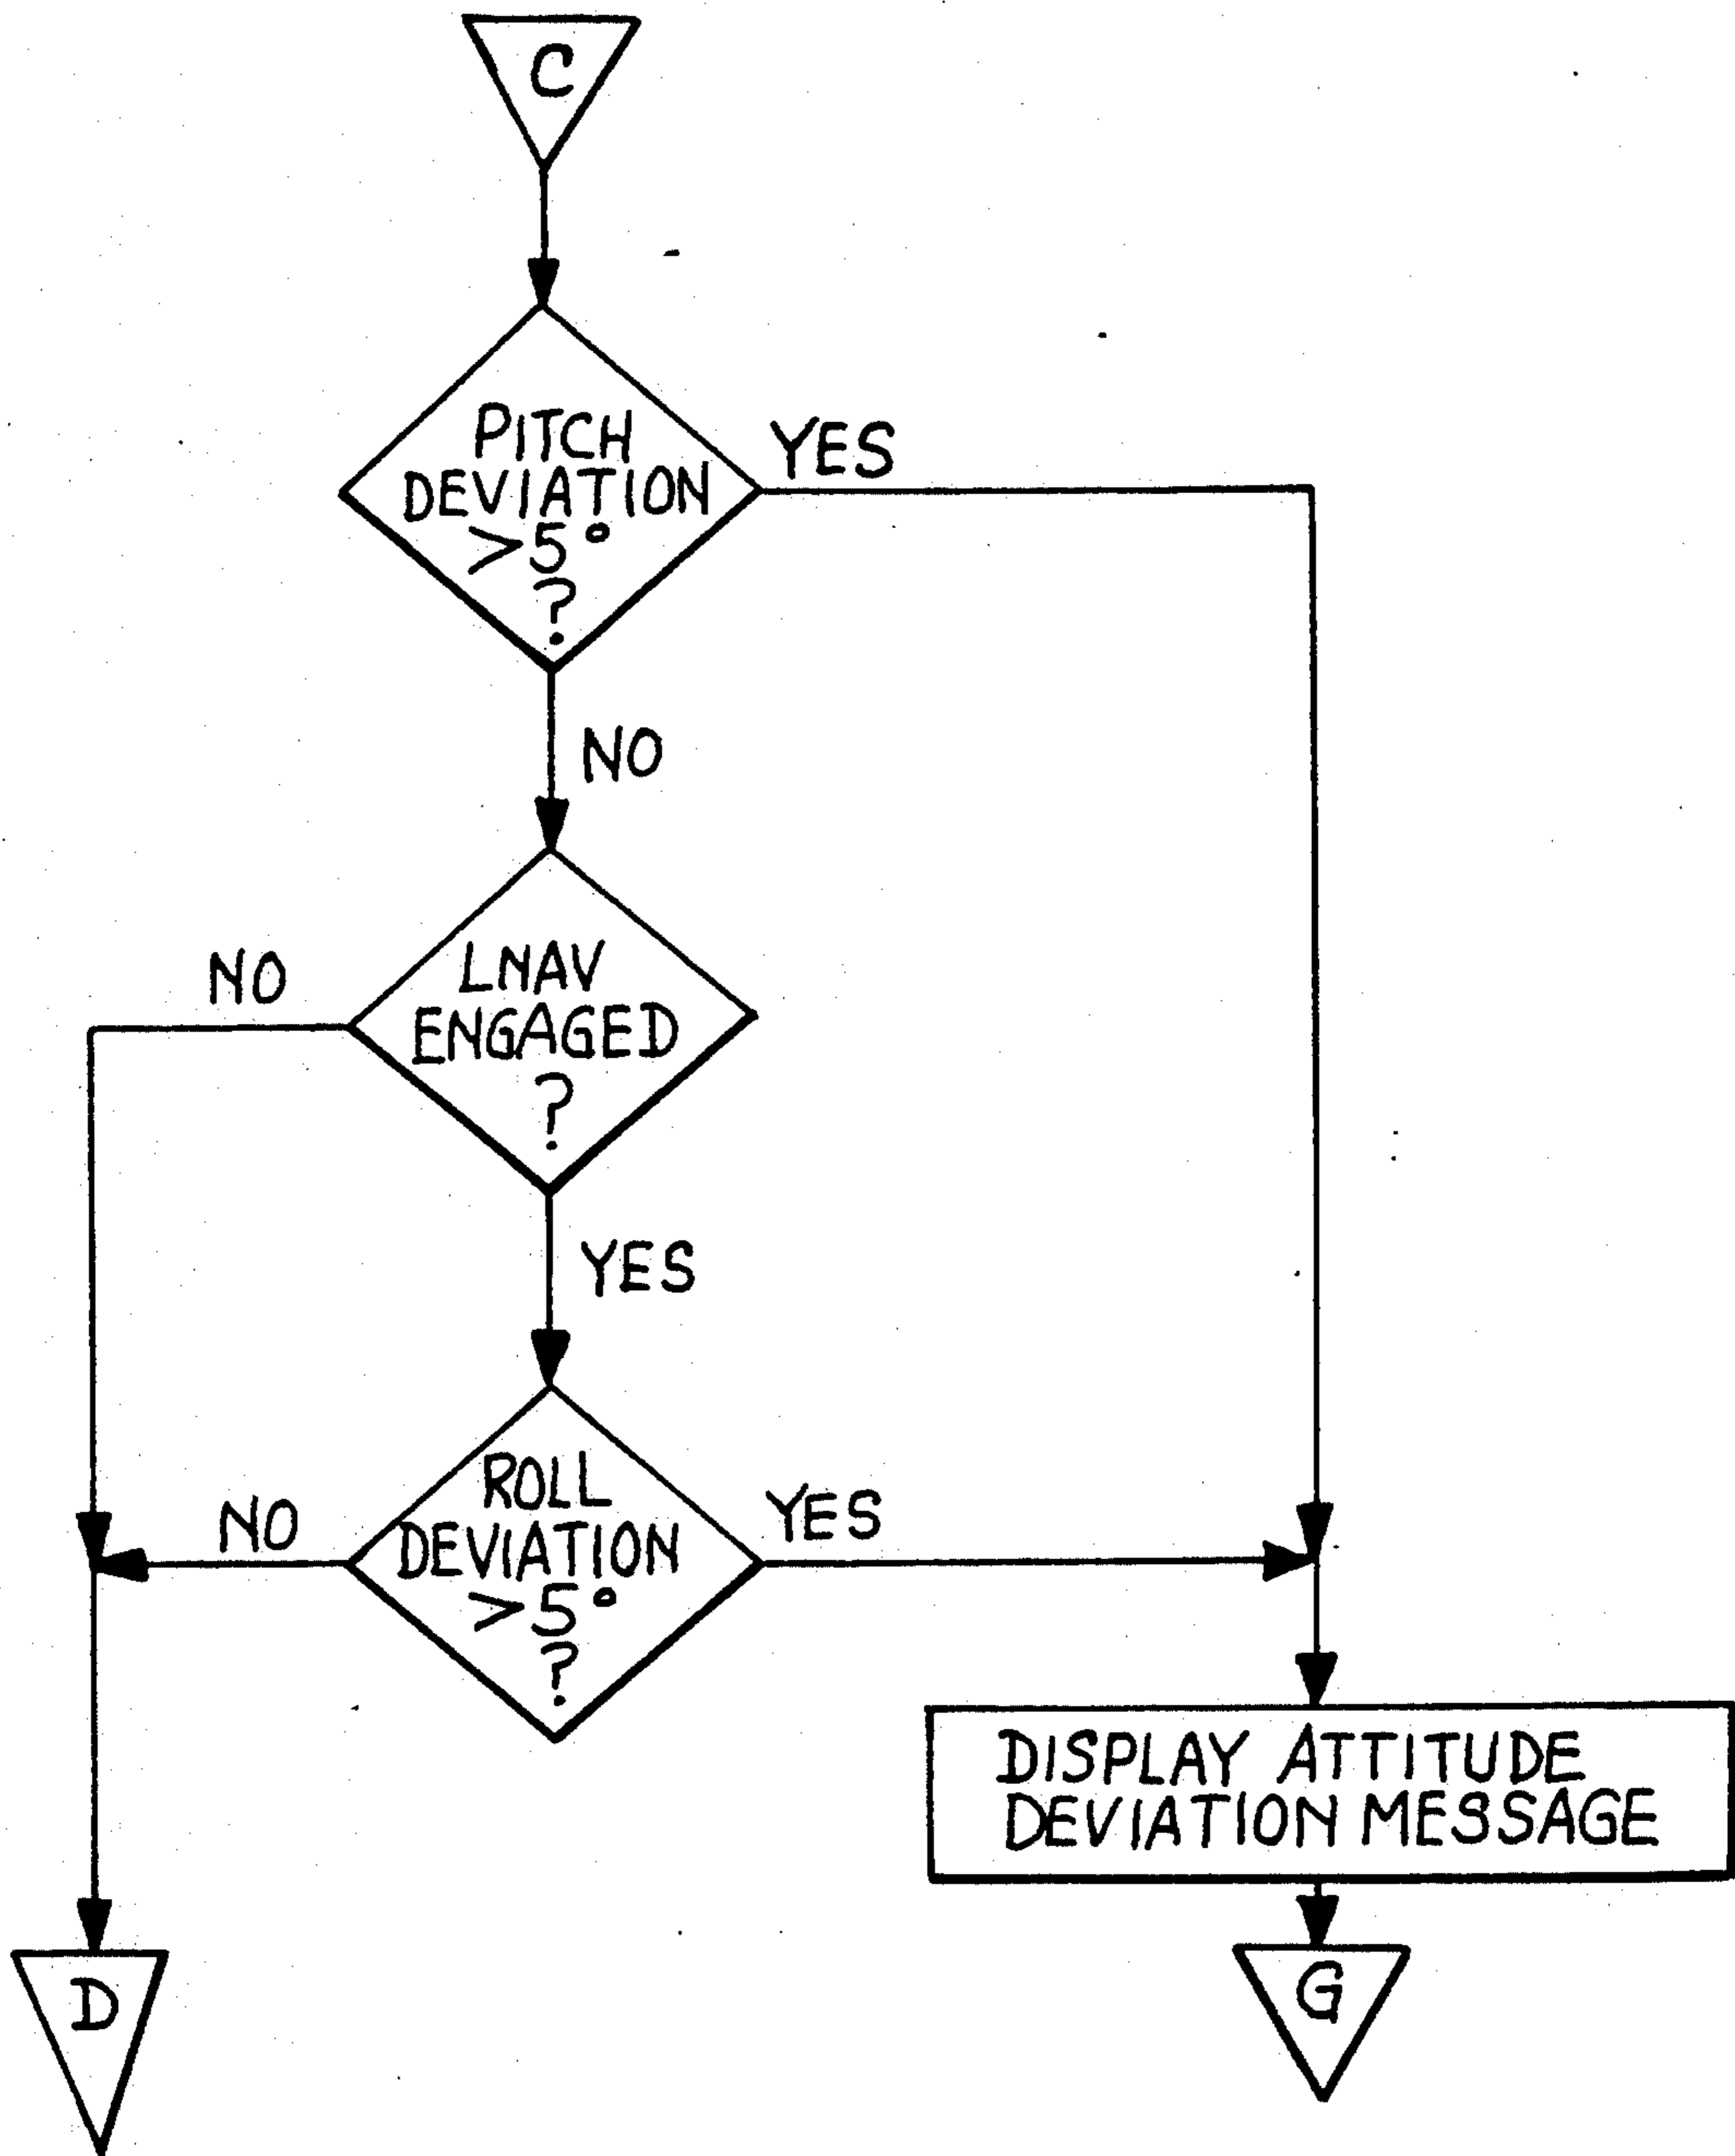 C
PITCH
DEVIATION
>5°
?
YES
NO
LNAV
ENGAGED
?
NO
YES
ROLL
DEVIATION
>5°
?
NO
YES
DISPLAY ATTITUDE
DEVIATION MESSAGE
D
G